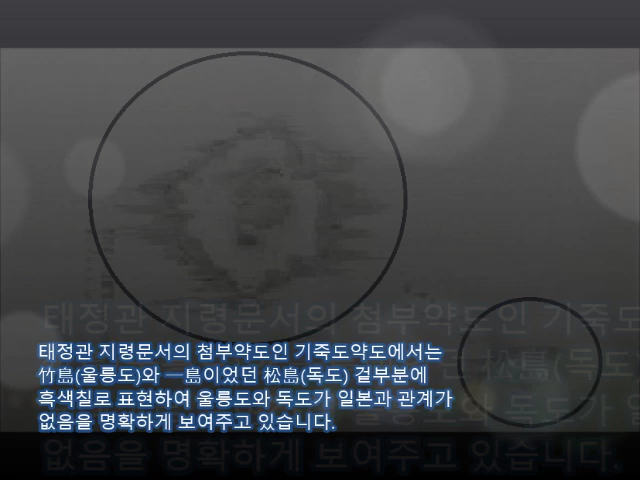 태정관 지령문서의 첨부약도인 기죽도약도에서는
竹島(울릉도)와 一島이었던 松島(독도) 겉부분에
흑색칠로 표현하여 울릉도와 독도가 일본과 관계가
없음을 명확하게 보여주고 있습니다.